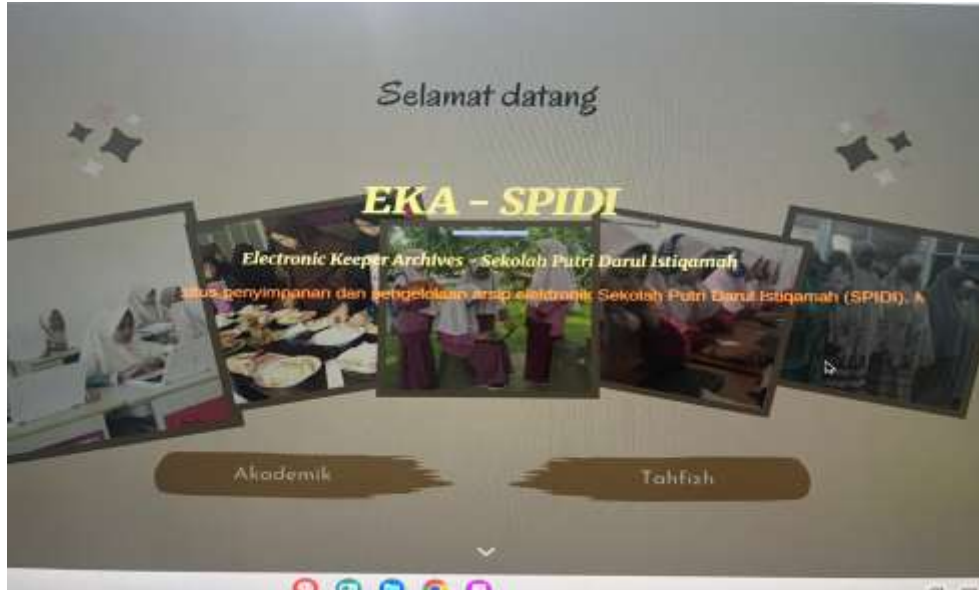 Selamat datang
EKA - SPIDI
Electronic Keeper Archives - Sekolah Putri Darul Istiqamah
penyimpanan dan pengelolaan arsip elektronik Sekolah Putri Darul Istiqamah (SPIDI).
Akademik
Tahfizh